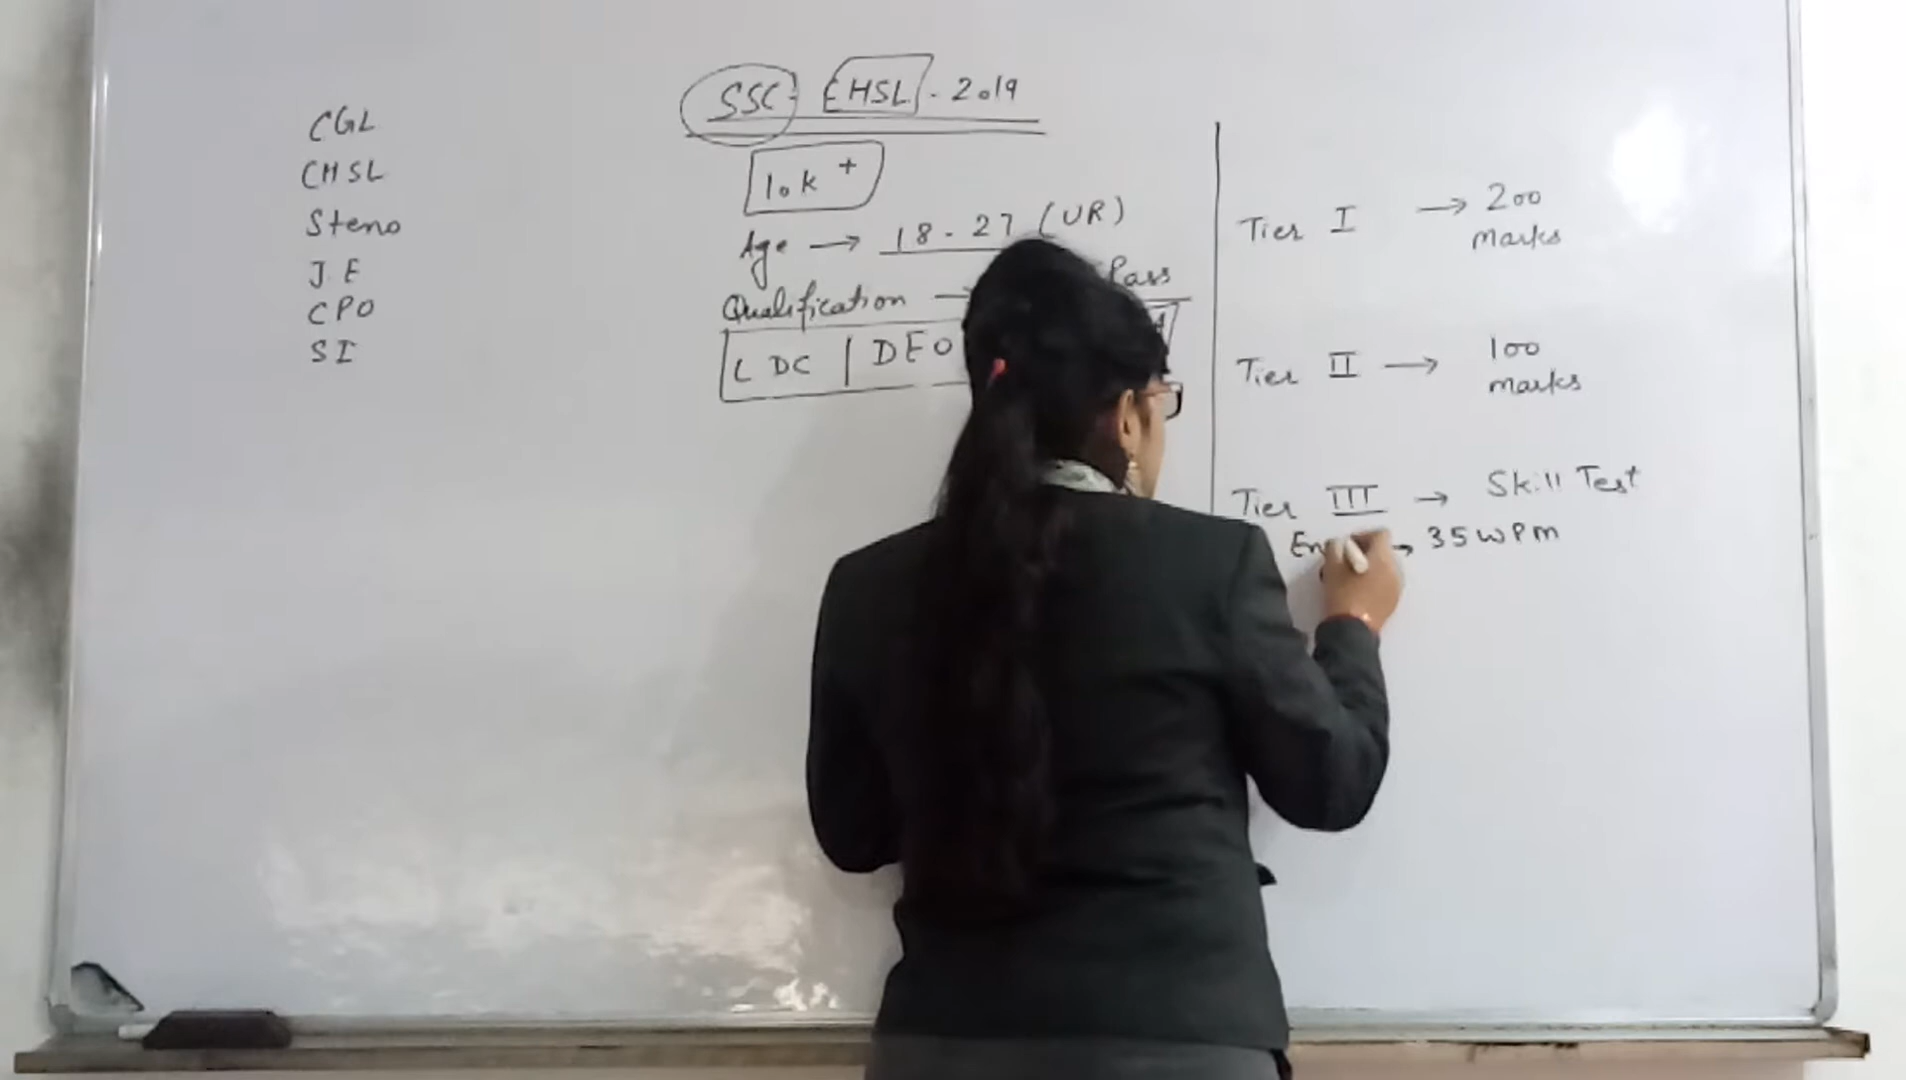 CGL
CHSL
Steno
J.E
CPO
SI
SSC- CHSL - 2019
10K +
Age → 18-27 (UR)
Qualification → Pass
LDC | DEO
Tier I → 200 marks
Tier II → 100 marks
Tier III → Skill Test
→ 35 WPM